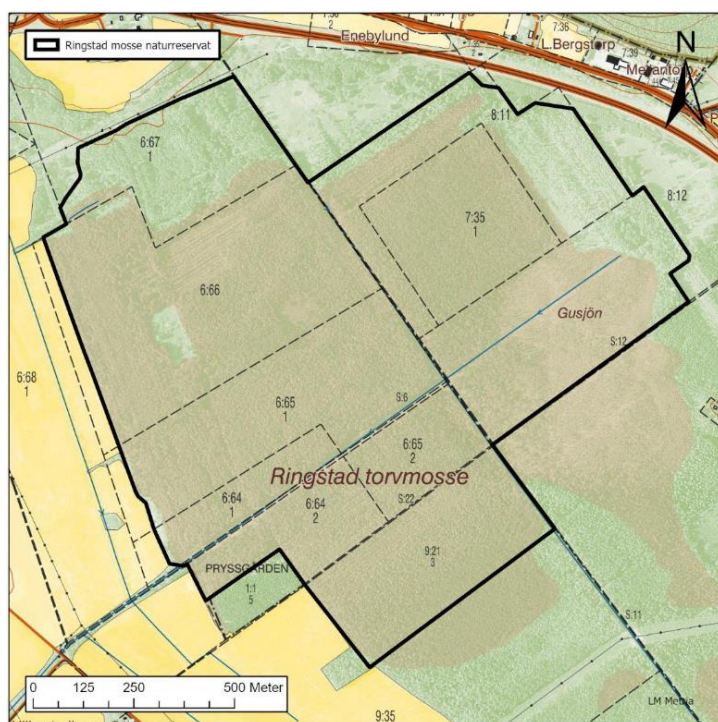 Enebylund
L.Bergstorp
7:36
7:39
N
Ringstad mosse naturreservat
8:11
6:67
1
8:12
7:35
1
6:66
Gusjön
S:12
6:68
1
S:6
6:65
1
6:65
2
Ringstad torvmosse
6:64
1
6:64
2
S:22
9:21
3
PRYSSGÅRDEN
1:1
5
S:11
0 125 250 500 Meter
LM Media
9:35